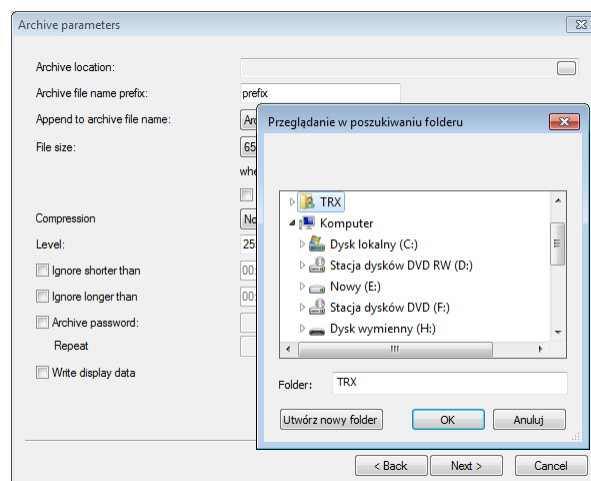 Archive parameters
Archive location:
Archive file name prefix: prefix
Append to archive file name:
File size: 65
Compression
Level: 25
Ignore shorter than 00:
Ignore longer than 00:
Archive password:
Repeat
Write display data
< Back Next > Cancel
Przeglądanie w poszukiwaniu folderu
TRX
Komputer
Dysk lokalny (C:)
Stacja dysków DVD RW (D:)
Nowy (E:)
Stacja dysków DVD (F:)
Dysk wymienny (H:)
Folder: TRX
Utwórz nowy folder OK Anuluj